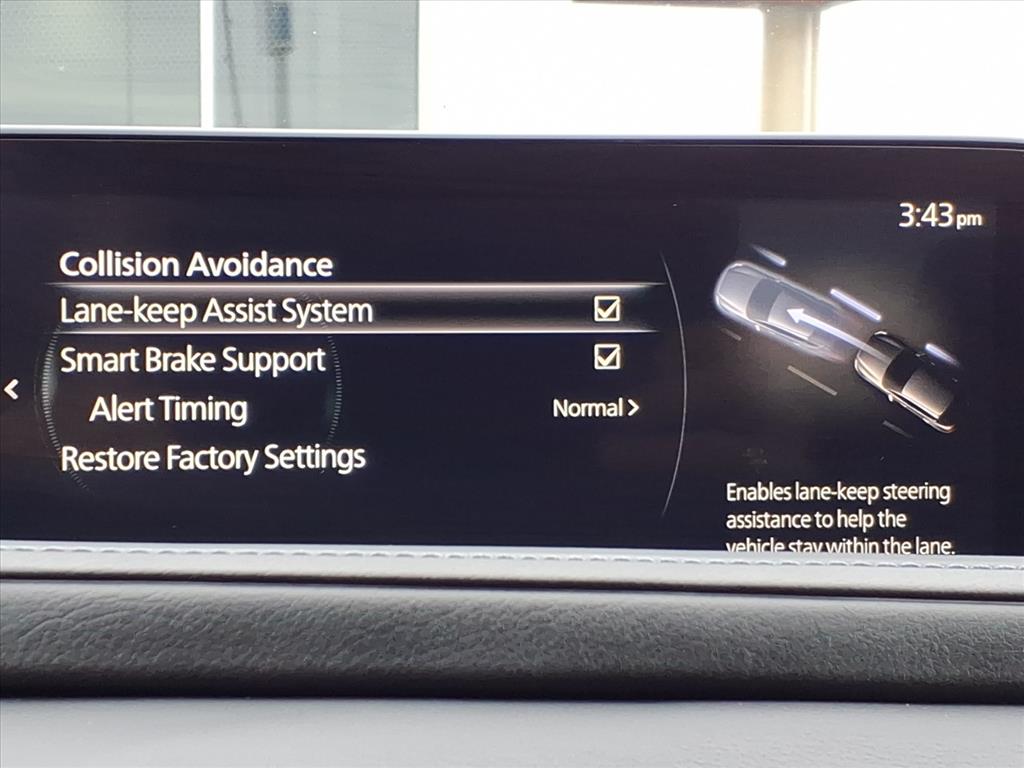 3:43pm
Collision Avoidance
Lane-keep Assist System
Smart Brake Support
Alert Timing Normal
Restore Factory Settings
Enables lane-keep steering
assistance to help the
vehicle stay within the lane.